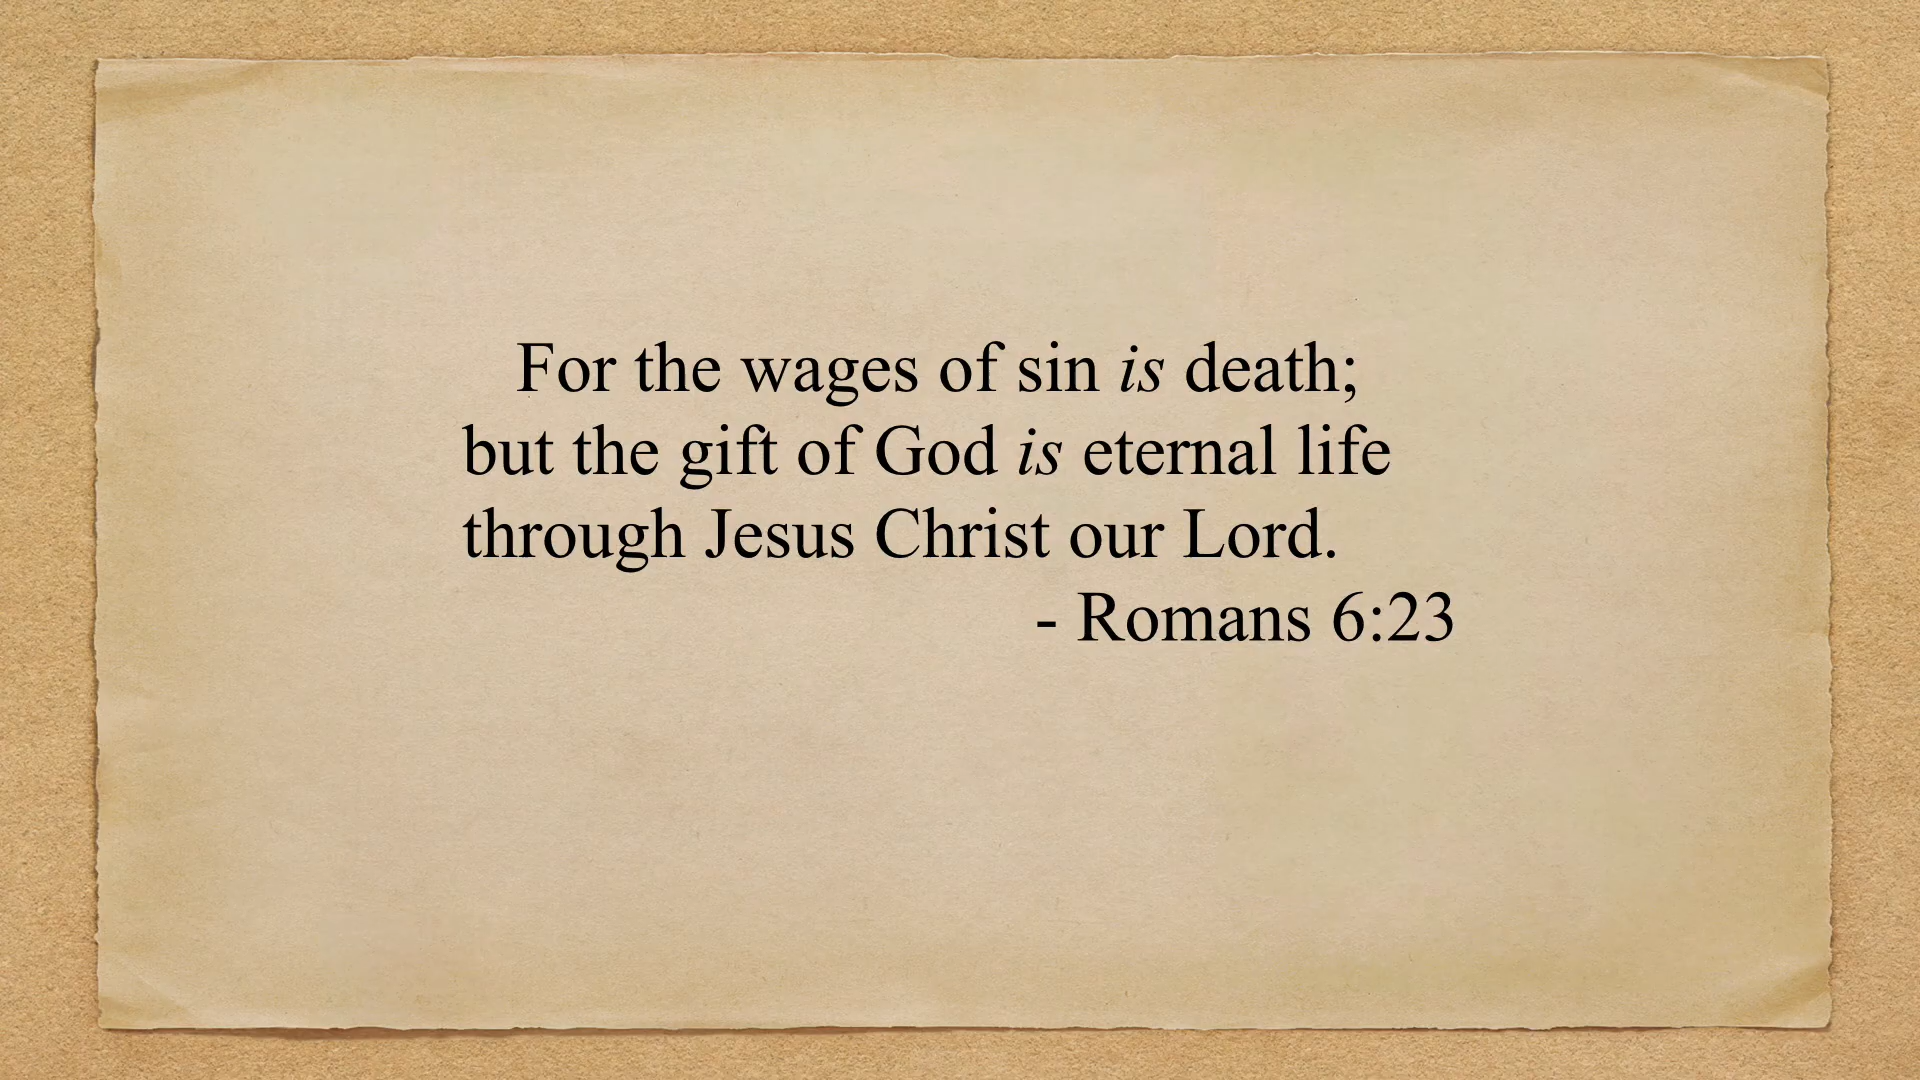 For the wages of sin is death;
but the gift of God is eternal life
through Jesus Christ our Lord.
- Romans 6:23